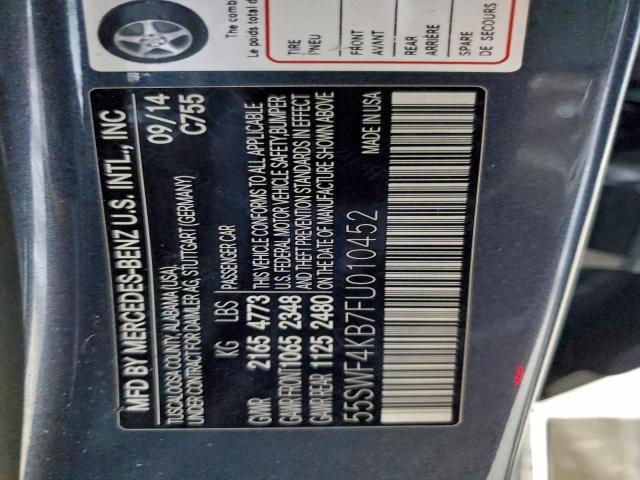 The comb
Le poids total d
TIRE
PNEU
FRONT
AVANT
REAR
ARRIÈRE
SPARE
DE SECOURS
MFD BY MERCEDES-BENZ U.S. INTL., INC
TUSCALOOSA COUNTY, ALABAMA (USA)
UNDER CONTRACT FOR DAIMLER AG, STUTTGART (GERMANY)
09/14
C755
KG LBS
PASSENGER CAR
GVWR 2165 4773
GAWR FRONT 1065 2348
GAWR REAR 1125 2480
THIS VEHICLE CONFORMS TO ALL APPLICABLE
U.S. FEDERAL MOTOR VEHICLE SAFETY,BUMPER
AND THEFT PREVENTION STANDARDS IN EFFECT
ON THE DATE OF MANUFACTURE SHOWN ABOVE
55SWF4KB7FU010452
MADE IN USA